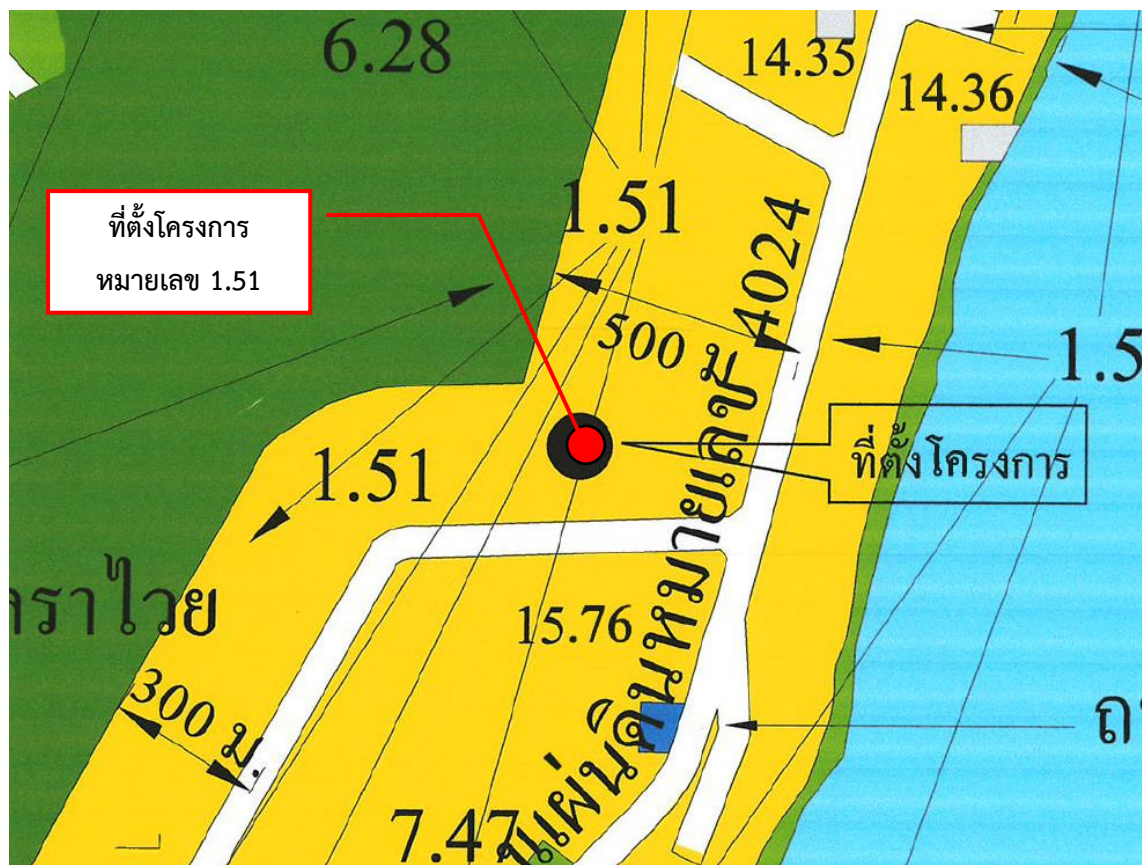 6.28
14.35
14.36
1.51
ที่ตั้งโครงการ
หมายเลข 1.51
500 ม.
1.5
ที่ตั้งโครงการ
1.51
ราไวย
15.76
300 ม.
7.47
แผ่นดินหมายเลข 4024